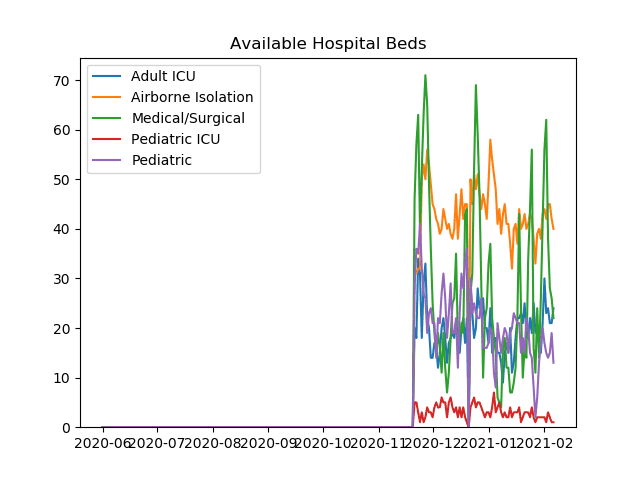 Available Hospital Beds
Adult ICU
Airborne Isolation
Medical/Surgical
Pediatric ICU
Pediatric
70
60
50
40
30
20
10
0
2020-06 2020-07 2020-08 2020-09 2020-10 2020-11 2020-12 2021-01 2021-02